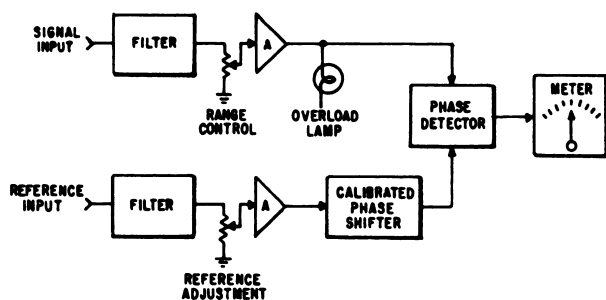 SIGNAL
INPUT
FILTER
A
RANGE
CONTROL
OVERLOAD
LAMP
PHASE
DETECTOR
METER
REFERENCE
INPUT
FILTER
A
REFERENCE
ADJUSTMENT
CALIBRATED
PHASE
SHIFTER